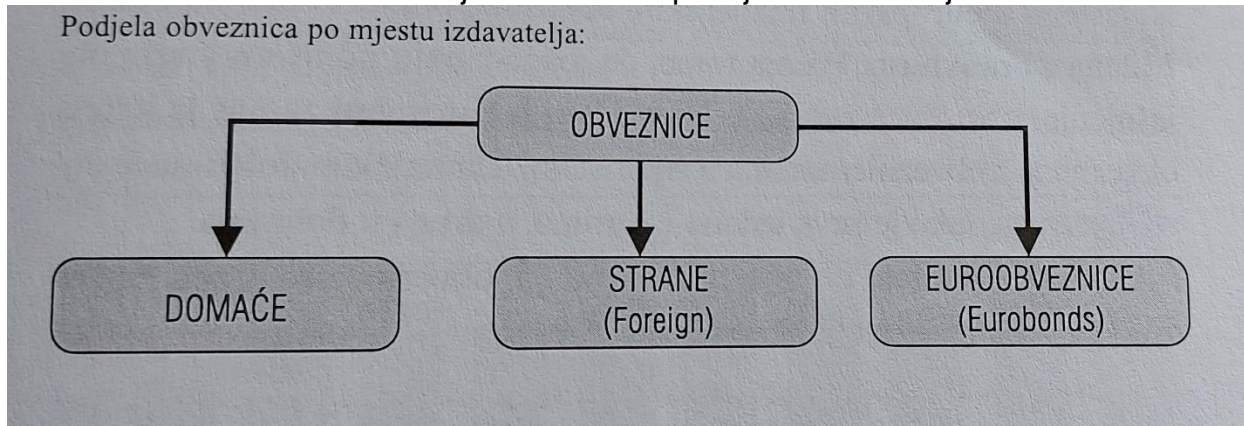 Podjela obveznica po mjestu izdavatelja:
OBVEZNICE
DOMAĆE
STRANE
(Foreign)
EUROOBVEZNICE
(Eurobonds)